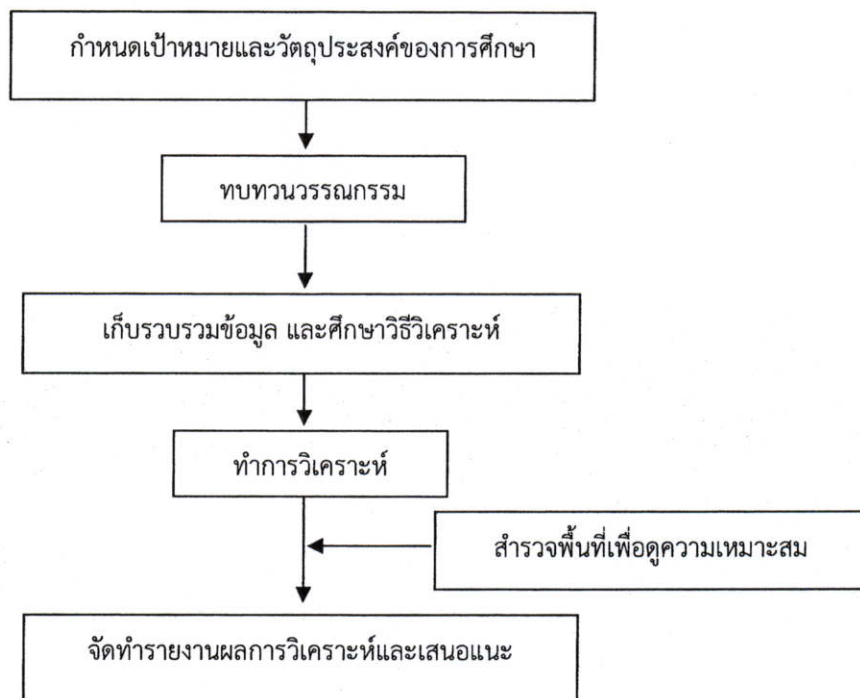 กำหนดเป้าหมายและวัตถุประสงค์ของการศึกษา
ทบทวนวรรณกรรม
เก็บรวบรวมข้อมูล และศึกษาวิธีวิเคราะห์
ทำการวิเคราะห์
สำรวจพื้นที่เพื่อดูความเหมาะสม
จัดทำรายงานผลการวิเคราะห์และเสนอแนะ